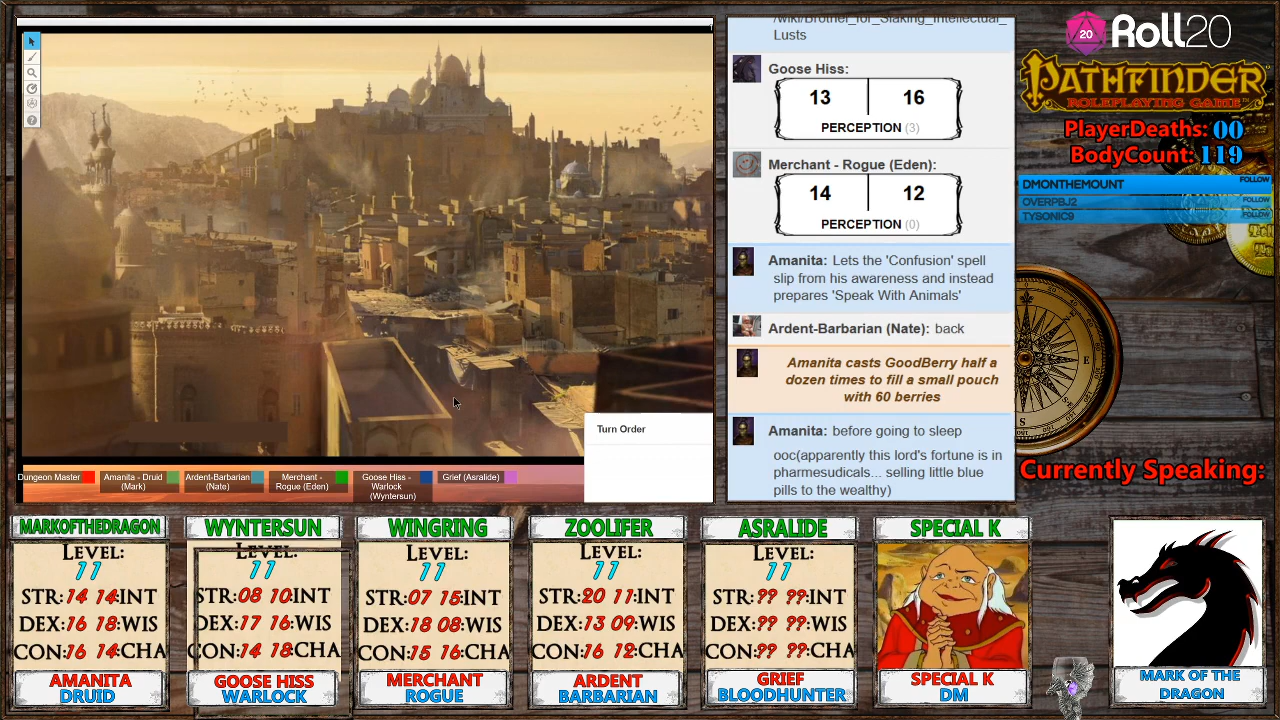 /wiki/Brother_for_Slaking_Intellectual_
Lusts
Goose Hiss:
13 16
PERCEPTION (3)
Merchant - Rogue (Eden):
14 12
PERCEPTION (0)
Amanita: Lets the 'Confusion' spell
slip from his awareness and instead
prepares 'Speak With Animals'
Ardent-Barbarian (Nate): back
Amanita casts GoodBerry half a
dozen times to fill a small pouch
with 60 berries
Amanita: before going to sleep
ooc(apparently this lord's fortune is in
pharmesudicals... selling little blue
pills to the wealthy)
Turn Order
Dungeon Master
Amanita - Druid
(Mark)
Ardent-Barbarian
(Nate)
Merchant -
Rogue (Eden)
Goose Hiss -
Warlock
(Wyntersun)
Grief (Asralide)
20 Roll20
PATHFINDER
ROLEPLAYING GAME
PlayerDeaths: 00
BodyCount: 119
DMONTHEMOUNT FOLLOW
OVERPBJ2 FOLLOW
TYSONIC9 FOLLOW
E
S
Currently Speaking:
MARKOFTHEDRAGON
LEVEL:
11
STR:14 14:INT
DEX:16 18:WIS
CON:16 14:CHA
AMANITA
DRUID
WYNTERSUN
LEVEL:
11
STR:08 10:INT
DEX:17 16:WIS
CON:14 18:CHA
GOOSE HISS
WARLOCK
WINGRING
LEVEL:
11
STR:07 15:INT
DEX:18 08:WIS
CON:15 16:CHA
MERCHANT
ROGUE
ZOOLIFER
LEVEL:
11
STR:20 11:INT
DEX:13 09:WIS
CON:16 12:CHA
ARDENT
BARBARIAN
ASRALIDE
LEVEL:
11
STR:?? ??:INT
DEX:?? ??:WIS
CON:?? ??:CHA
GRIEF
BLOODHUNTER
SPECIAL K
SPECIAL K
DM
MARK OF THE
DRAGON